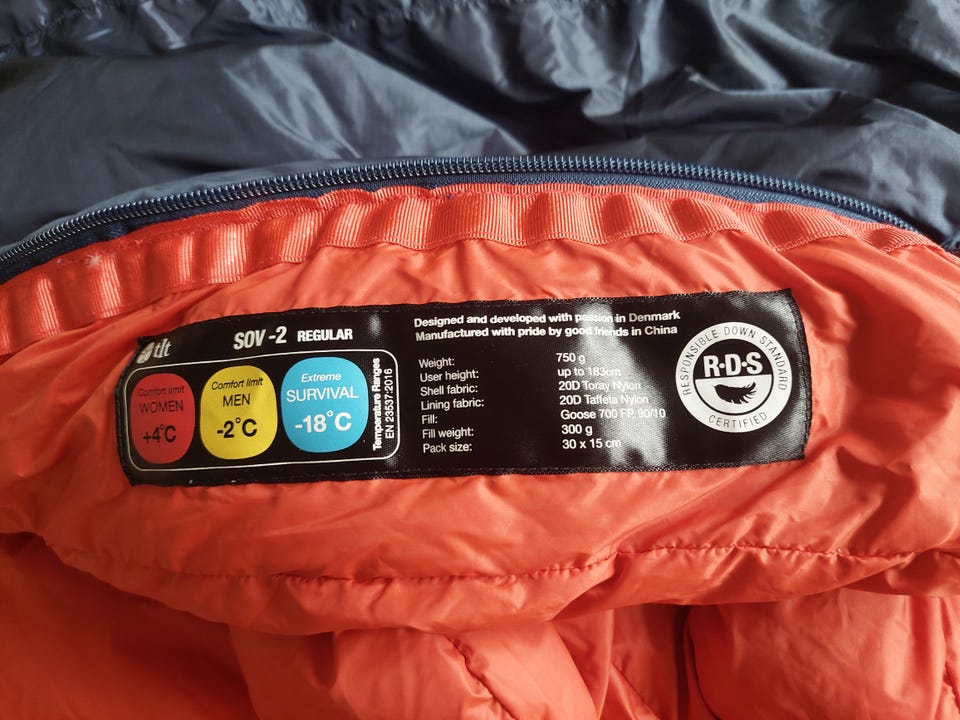 tlt
SOV -2 REGULAR
Comfort limit
WOMEN
+4°C
Comfort limit
MEN
-2°C
Extreme
SURVIVAL
-18°C
Temperature Ranges
EN 23537:2016
Designed and developed with passion in Denmark
Manufactured with pride by good friends in China
Weight: 750 g
User height: up to 183cm
Shell fabric: 20D Toray Nylon
Lining fabric: 20D Taffeta Nylon
Fill: Goose 700 FP, 90/10
Fill weight: 300 g
Pack size: 30 x 15 cm
RESPONSIBLE DOWN STANDARD
R·D·S
CERTIFIED